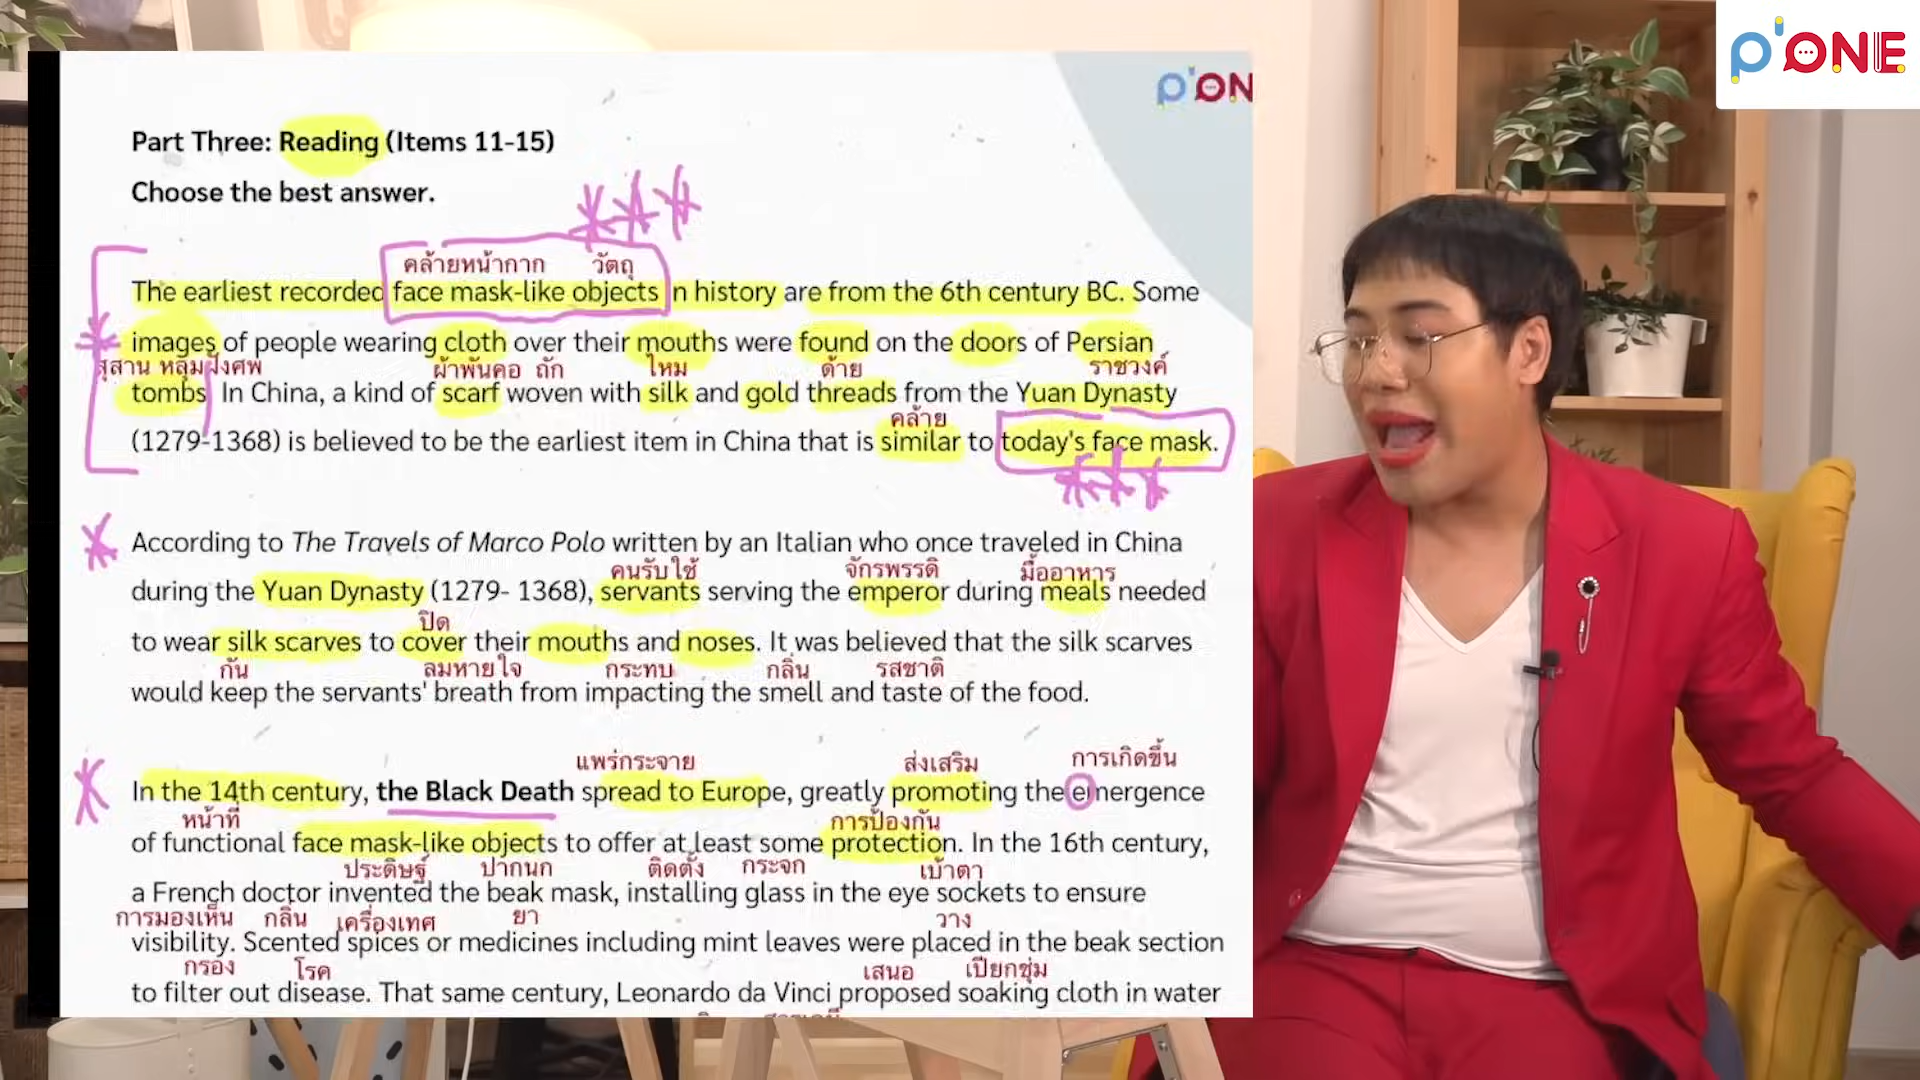 P'ONE
P'ON
Part Three: Reading (Items 11-15)
Choose the best answer.
คล้ายหน้ากาก วัตถุ
The earliest recorded face mask-like objects in history are from the 6th century BC. Some
images of people wearing cloth over their mouths were found on the doors of Persian
สุสาน หลุมฝังศพ ผ้าพันคอ ถัก ไหม ด้าย ราชวงค์
tombs. In China, a kind of scarf woven with silk and gold threads from the Yuan Dynasty
คล้าย
(1279-1368) is believed to be the earliest item in China that is similar to today's face mask.
According to The Travels of Marco Polo written by an Italian who once traveled in China
คนรับใช้ จักรพรรดิ มื้ออาหาร
during the Yuan Dynasty (1279- 1368), servants serving the emperor during meals needed
ปิด
to wear silk scarves to cover their mouths and noses. It was believed that the silk scarves
กัน ลมหายใจ กระทบ กลิ่น รสชาติ
would keep the servants' breath from impacting the smell and taste of the food.
แพร่กระจาย ส่งเสริม การเกิดขึ้น
In the 14th century, the Black Death spread to Europe, greatly promoting the emergence
หน้าที่ การป้องกัน
of functional face mask-like objects to offer at least some protection. In the 16th century,
ประดิษฐ์ ปากนก ติดตั้ง กระจก เบ้าตา
a French doctor invented the beak mask, installing glass in the eye sockets to ensure
การมองเห็น กลิ่น เครื่องเทศ ยา วาง
visibility. Scented spices or medicines including mint leaves were placed in the beak section
กรอง โรค เสนอ เปียกชุ่ม
to filter out disease. That same century, Leonardo da Vinci proposed soaking cloth in water